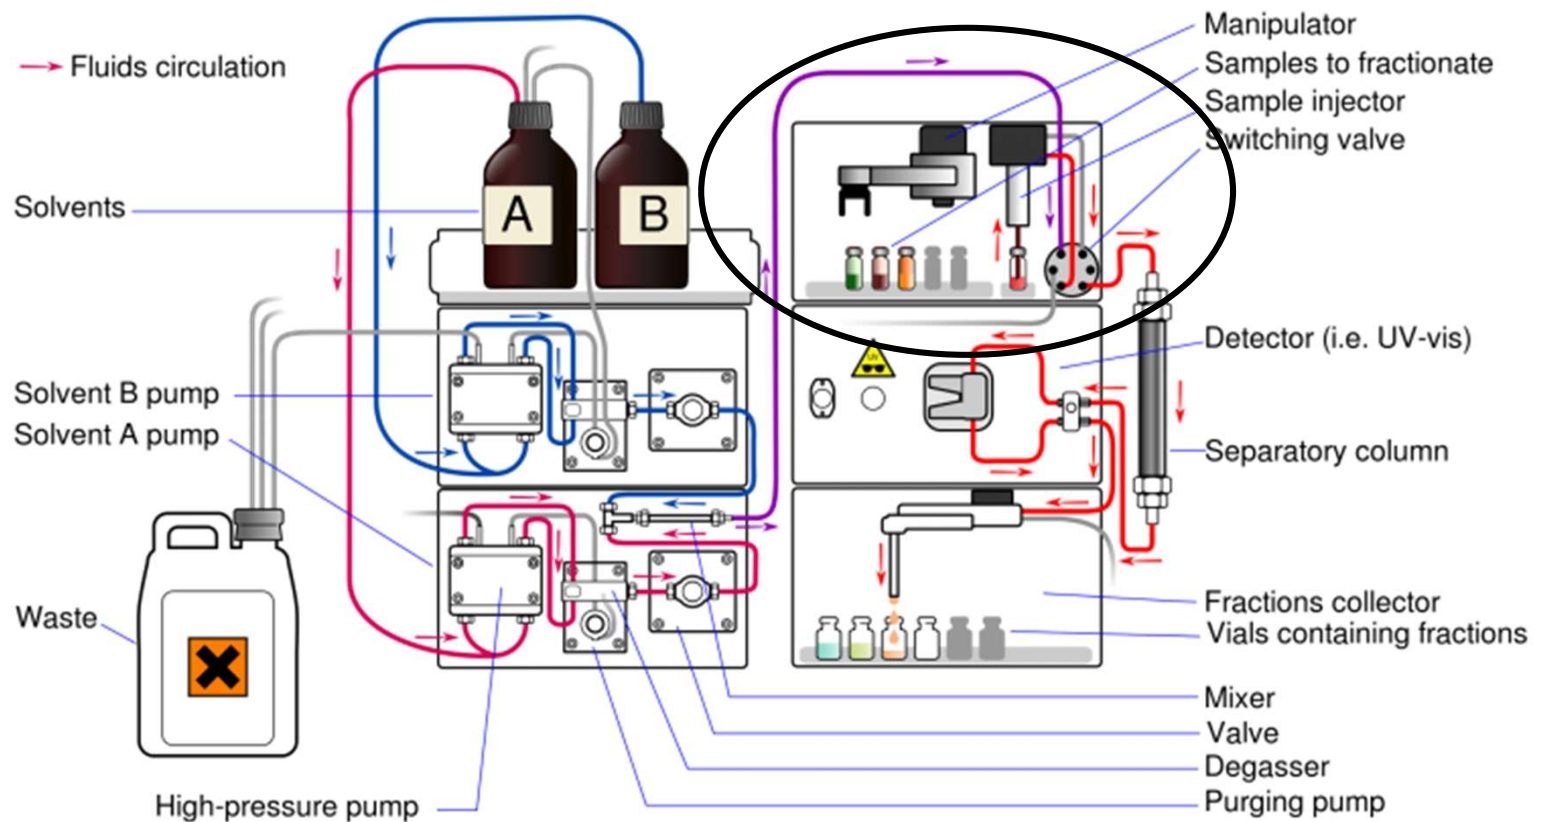 Fluids circulation
Solvents
A
B
Manipulator
Samples to fractionate
Sample injector
Switching valve
Solvent B pump
Solvent A pump
UV
Detector (i.e. UV-vis)
Separatory column
Waste
Fractions collector
Vials containing fractions
Mixer
Valve
Degasser
Purging pump
High-pressure pump